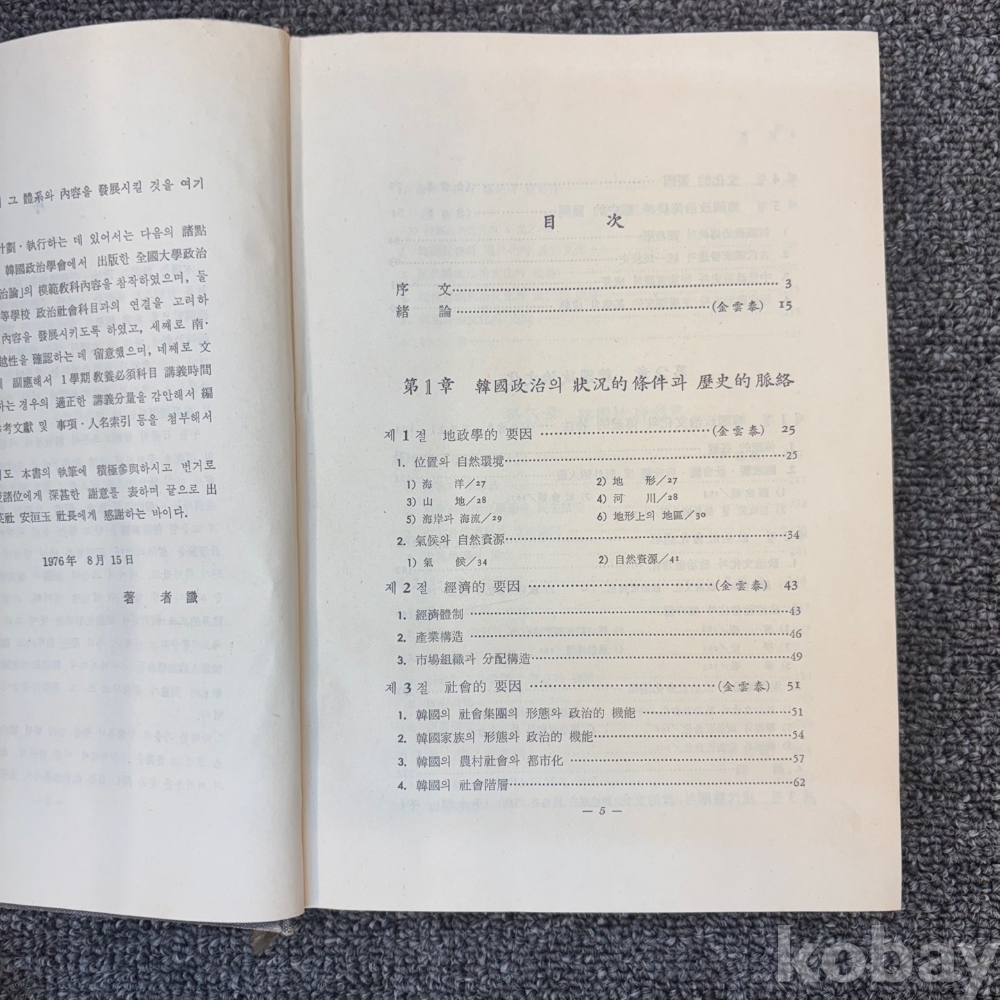 그 體系와 內容을 發展시킬 것을 여기
計劃·執行하는 데 있어서는 다음의 諸點
韓國政治學會에서 出版한 全國大學政治
治論」의 模範敎科內容을 참작하였으며, 둘
等學校 政治社會科目과의 연결을 고려하
內容을 發展시키도록 하였고, 세째로 南·
越性을 確認하는 데 留意했으며, 네째로 文
副應해서 1學期 敎養必須科目 講義時間
하는 경우의 適正한 講義分量을 감안해서 編
參考文獻 및 事項·人名索引 등을 첨부해서
도 本書의 執筆에 積極參與하시고 번거로
諸位에게 深甚한 謝意를 表하며 끝으로 出
英社 安洹玉 社長에게 感謝하는 바이다.
1976年 8月 15日
著 者 識
目 次
序 文 3
緖 論 (金雲泰) 15
第1章 韓國政治의 狀況的 條件과 歷史的 脈絡
제1절 地政學的 要因 (金雲泰) 25
1. 位置와 自然環境 25
1) 海 洋/27 2) 地 形/27
3) 山 地/28 4) 河 川/28
5) 海岸과 海流/29 6) 地形上의 地區/30
2. 氣候와 自然資源 34
1) 氣 候/34 2) 自然資源/41
제2절 經濟的 要因 (金雲泰) 43
1. 經濟體制 43
2. 產業構造 46
3. 市場組織과 分配構造 49
제3절 社會的 要因 (金雲泰) 51
1. 韓國의 社會集團의 形態와 政治的 機能 51
2. 韓國家族의 形態와 政治的 機能 54
3. 韓國의 農村社會와 都市化 57
4. 韓國의 社會階層 62
— 5 —
kobay